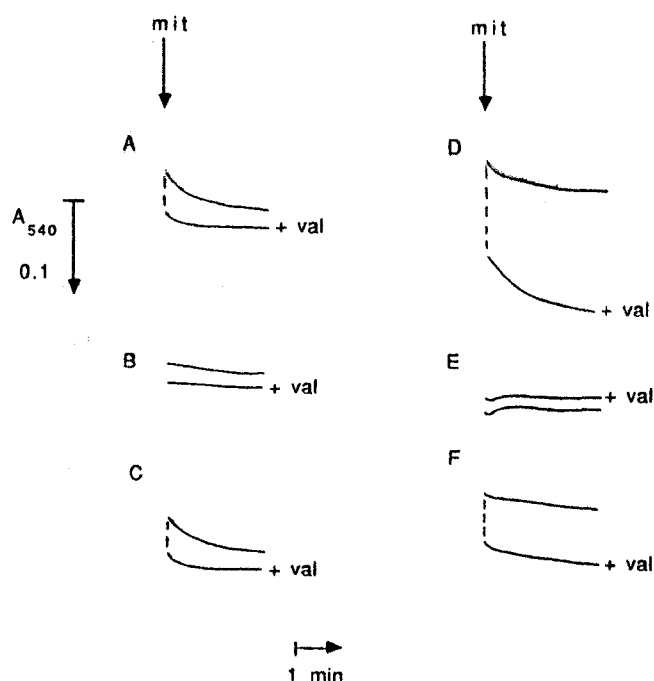 mit
mit
A
D
A540
0.1
+ val
+ val
B
E
+ val
+ val
C
F
+ val
+ val
1 min